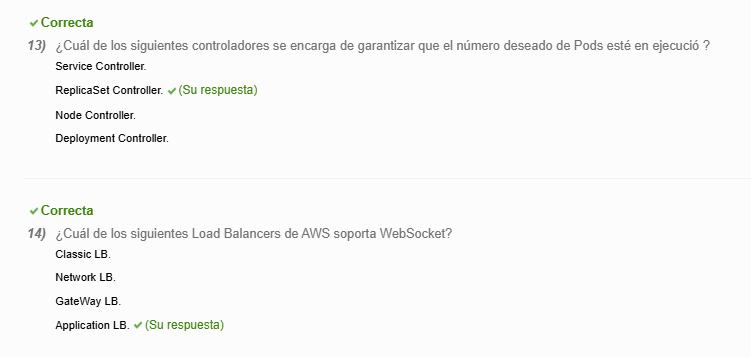 ✓Correcta
13) ¿Cuál de los siguientes controladores se encarga de garantizar que el número deseado de Pods esté en ejecució ?
Service Controller.
ReplicaSet Controller. ✓(Su respuesta)
Node Controller.
Deployment Controller.
✓Correcta
14) ¿Cuál de los siguientes Load Balancers de AWS soporta WebSocket?
Classic LB.
Network LB.
GateWay LB.
Application LB. ✓(Su respuesta)